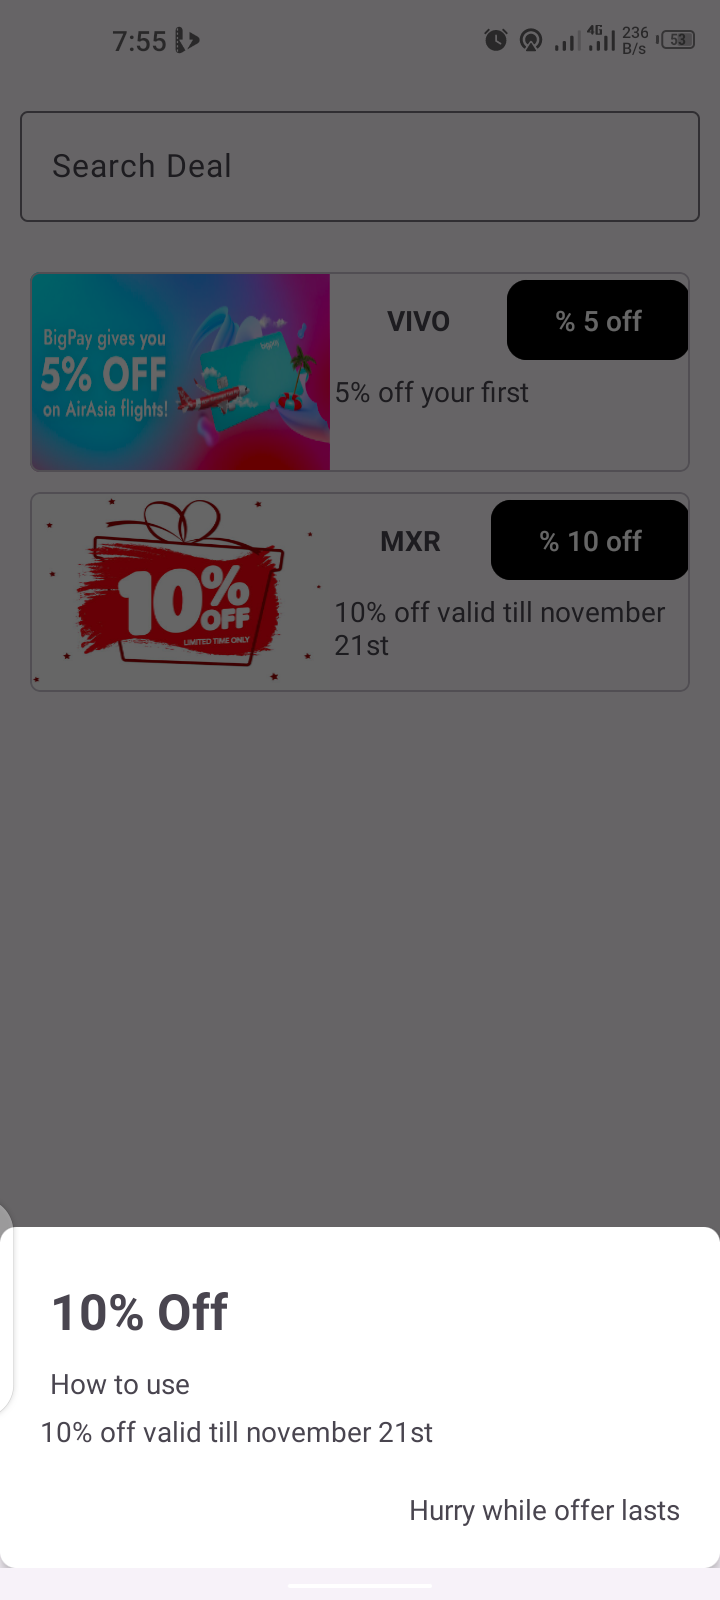 7:55
4G
236
B/s
53
Search Deal
BigPay gives you
5% OFF
on AirAsia flights!
bigpay
VIVO
% 5 off
5% off your first
10%
OFF
LIMITED TIME ONLY
MXR
% 10 off
10% off valid till november
21st
10% Off
How to use
10% off valid till november 21st
Hurry while offer lasts